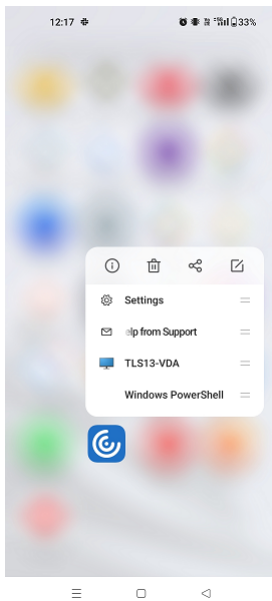 12:17
33%
Settings
elp from Support
TLS13-VDA
Windows PowerShell